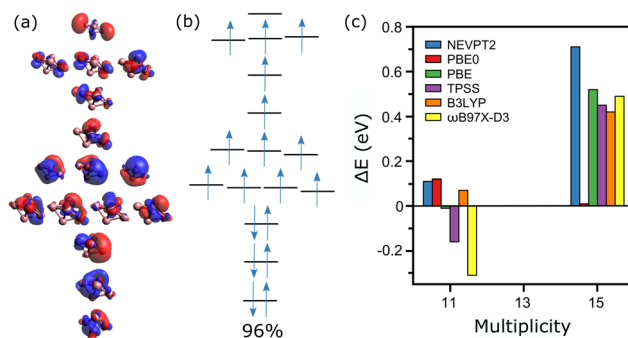 (a)
(b)
96%
(c)
0.8
0.6
0.4
0.2
0
-0.2
ΔE (eV)
NEVPT2
PBE0
PBE
TPSS
B3LYP
ωB97X-D3
11
13
15
Multiplicity